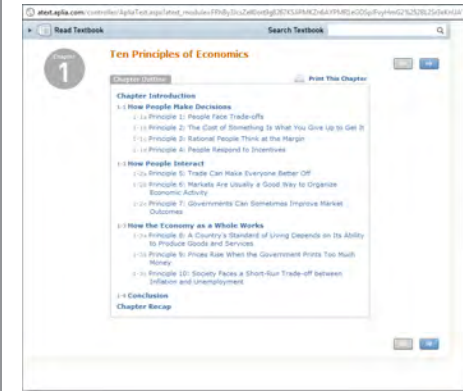 Read Textbook
Search Textbook
Chapter
1
Ten Principles of Economics
Chapter Outline
Print This Chapter
Chapter Introduction
1-1 How People Make Decisions
1-1a Principle 1: People Face Trade-offs
1-1b Principle 2: The Cost of Something Is What You Give Up to Get It
1-1c Principle 3: Rational People Think at the Margin
1-1d Principle 4: People Respond to Incentives
1-2 How People Interact
1-2a Principle 5: Trade Can Make Everyone Better Off
1-2b Principle 6: Markets Are Usually a Good Way to Organize
Economic Activity
1-2c Principle 7: Governments Can Sometimes Improve Market
Outcomes
1-3 How the Economy as a Whole Works
1-3a Principle 8: A Country's Standard of Living Depends on Its Ability
to Produce Goods and Services
1-3b Principle 9: Prices Rise When the Government Prints Too Much
Money
1-3c Principle 10: Society Faces a Short-Run Trade-off between
Inflation and Unemployment
1-4 Conclusion
Chapter Recap